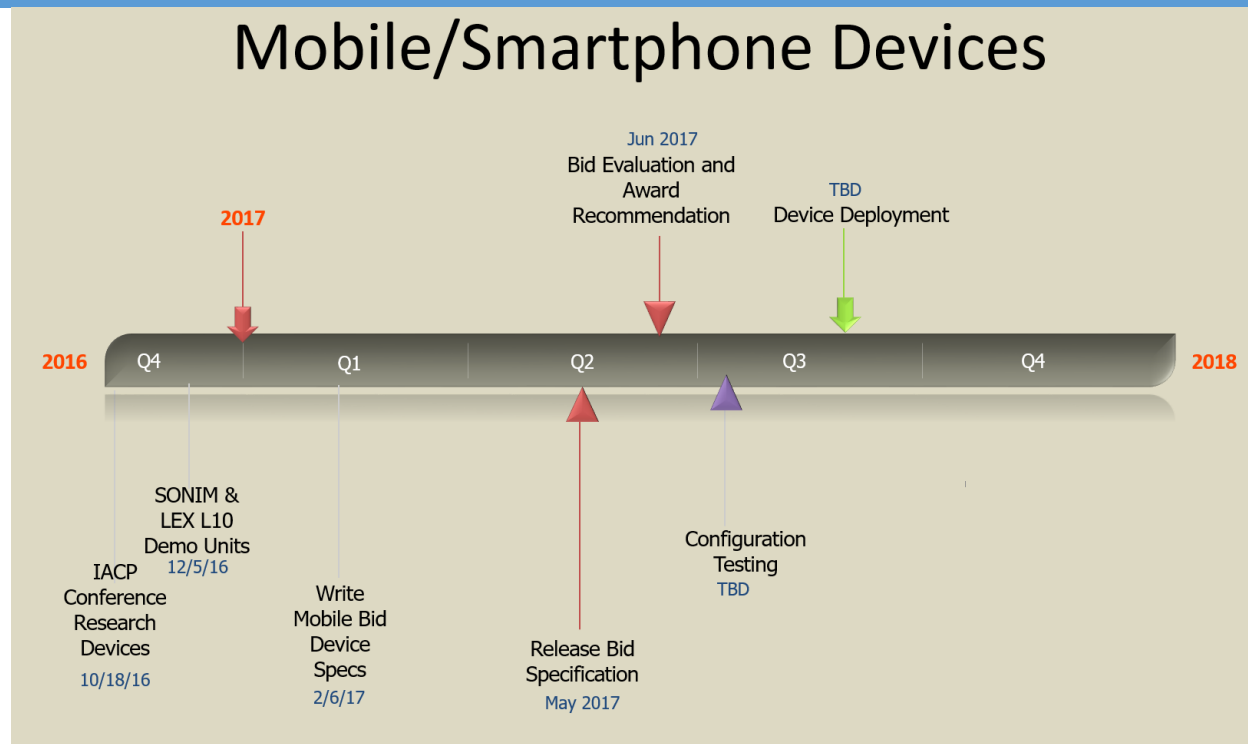 Mobile/Smartphone Devices
Jun 2017
Bid Evaluation and
Award
Recommendation
TBD
Device Deployment
2017
2016
Q4
Q1
Q2
Q3
Q4
2018
SONIM &
LEX L10
Demo Units
12/5/16
IACP
Conference
Research
Devices
10/18/16
Write
Mobile Bid
Device
Specs
2/6/17
Release Bid
Specification
May 2017
Configuration
Testing
TBD